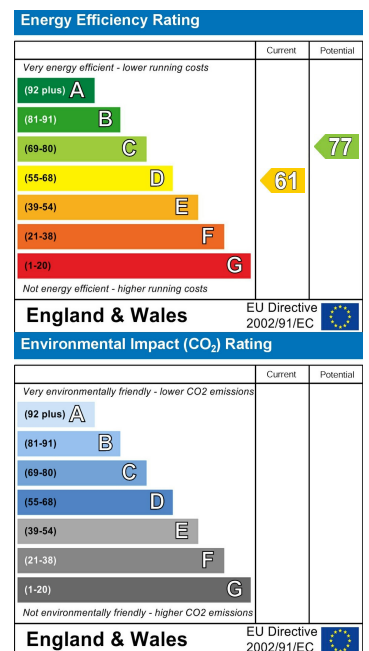 Energy Efficiency Rating
Current Potential
Very energy efficient - lower running costs
(92 plus) A
(81-91) B
(69-80) C
77
(55-68) D
61
(39-54) E
(21-38) F
(1-20) G
Not energy efficient - higher running costs
England & Wales
EU Directive
2002/91/EC
Environmental Impact (CO₂) Rating
Current Potential
Very environmentally friendly - lower CO2 emissions
(92 plus) A
(81-91) B
(69-80) C
(55-68) D
(39-54) E
(21-38) F
(1-20) G
Not environmentally friendly - higher CO2 emissions
England & Wales
EU Directive
2002/91/EC